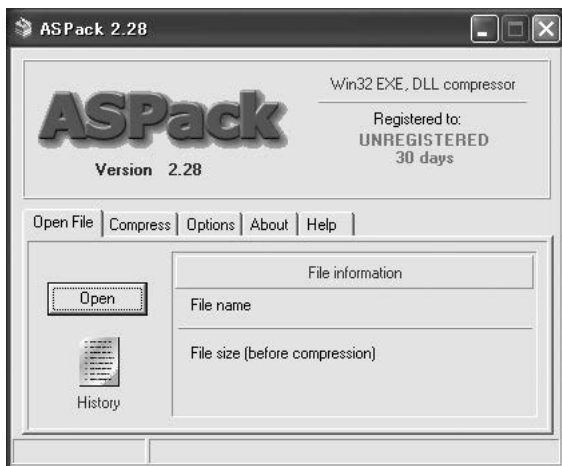 ASPack 2.28
ASPack
Version 2.28
Win32 EXE, DLL compressor
Registered to:
UNREGISTERED
30 days
Open File Compress Options About Help
Open
History
File information
File name
File size (before compression)